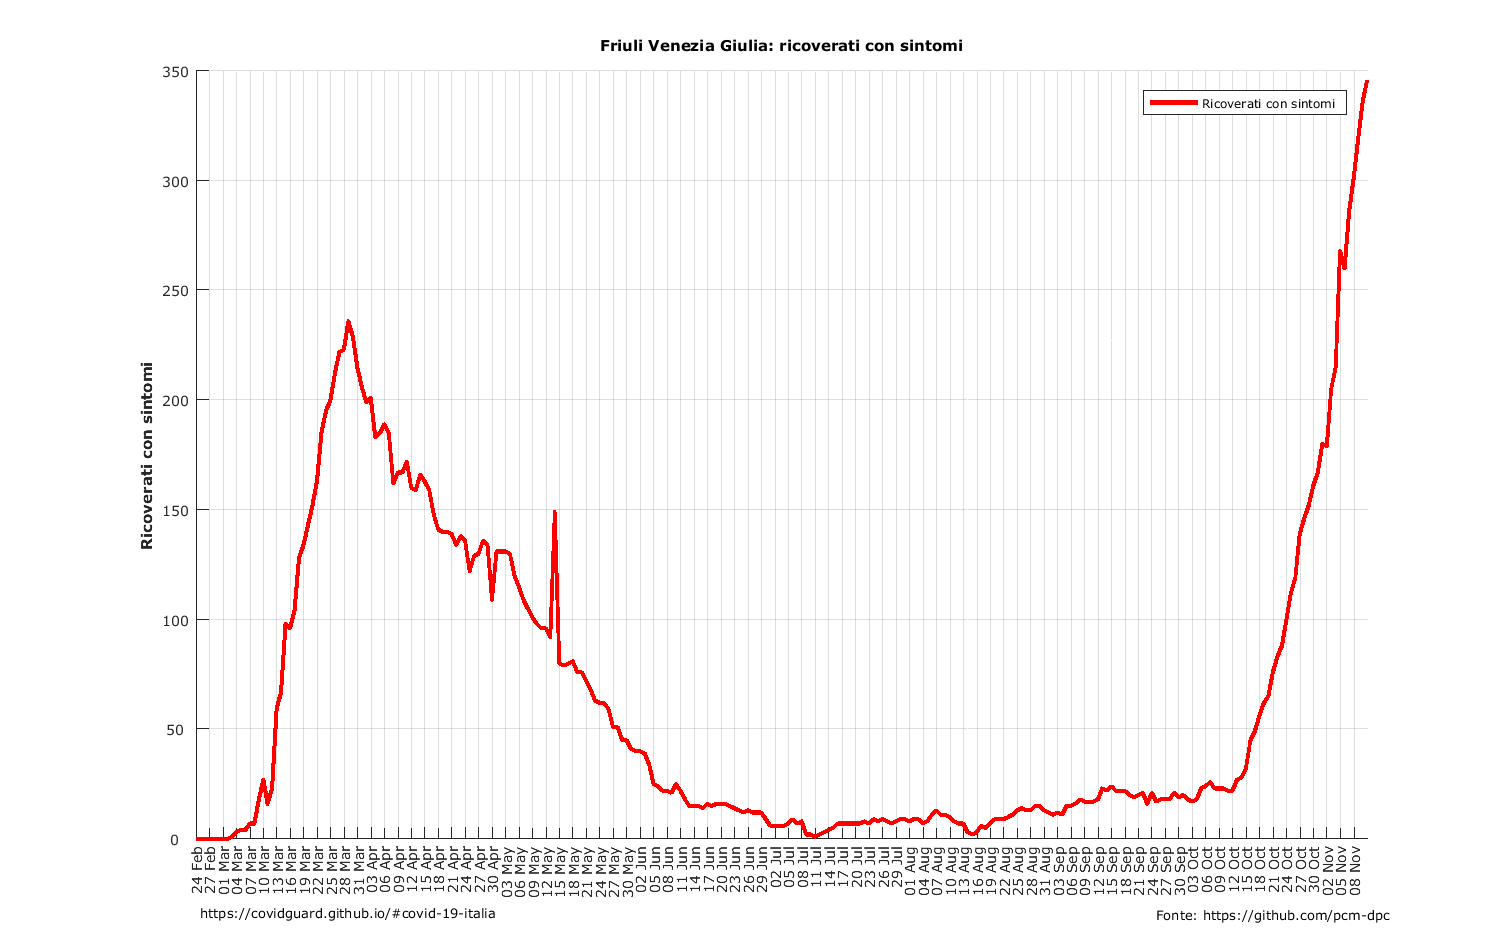 Friuli Venezia Giulia: ricoverati con sintomi
Ricoverati con sintomi
Ricoverati con sintomi
350
300
250
200
150
100
50
0
24 Feb
27 Feb
01 Mar
04 Mar
07 Mar
10 Mar
13 Mar
16 Mar
19 Mar
22 Mar
25 Mar
28 Mar
31 Mar
03 Apr
06 Apr
09 Apr
12 Apr
15 Apr
18 Apr
21 Apr
24 Apr
27 Apr
30 Apr
03 May
06 May
09 May
12 May
15 May
18 May
21 May
24 May
27 May
30 May
02 Jun
05 Jun
08 Jun
11 Jun
14 Jun
17 Jun
20 Jun
23 Jun
26 Jun
29 Jun
02 Jul
05 Jul
08 Jul
11 Jul
14 Jul
17 Jul
20 Jul
23 Jul
26 Jul
29 Jul
01 Aug
04 Aug
07 Aug
10 Aug
13 Aug
16 Aug
19 Aug
22 Aug
25 Aug
28 Aug
31 Aug
03 Sep
06 Sep
09 Sep
12 Sep
15 Sep
18 Sep
21 Sep
24 Sep
27 Sep
30 Sep
03 Oct
06 Oct
09 Oct
12 Oct
15 Oct
18 Oct
21 Oct
24 Oct
27 Oct
30 Oct
02 Nov
05 Nov
08 Nov
https://covidguard.github.io/#covid-19-italia
Fonte: https://github.com/pcm-dpc